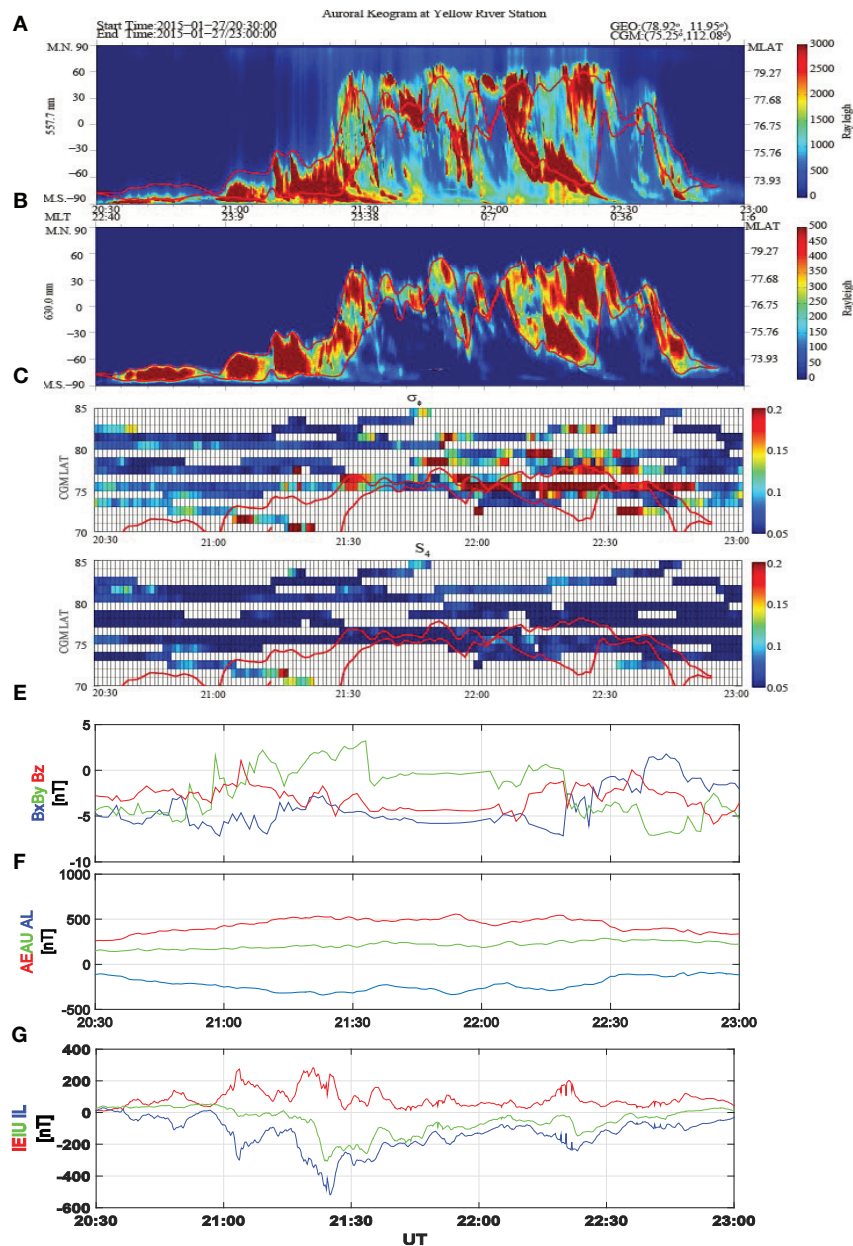 Auroral Keogram at Yellow River Station
A
Start Time:2015−01−27/20:30:00
GEO:(78.92°, 11.95°)
End Time:2015−01−27/23:00:00
CGM:(75.25°,112.08°)
M.N. 90
MLAT
60
30
0
−30
−60
M.S.−90
557.7 nm
79.27
77.68
76.75
75.76
73.93
3000
2500
2000
1500
1000
500
0
Rayleigh
20:30 21:00 21:30 22:00 22:30 23:00
B
MLT 22:40 23:9 23:38 0:7 0:36 1:6
M.N. 90
MLAT
60
30
0
−30
−60
M.S.−90
630.0 nm
79.27
77.68
76.75
75.76
73.93
500
450
400
350
300
250
200
150
100
50
0
Rayleigh
C
85
80
75
70
CGM LAT
0.2
0.15
0.1
0.05
20:30 21:00 21:30 22:00 22:30 23:00
D
S4
85
80
75
70
CGM LAT
0.2
0.15
0.1
0.05
20:30 21:00 21:30 22:00 22:30 23:00
E
5
0
-5
-10
BxBy Bz
[nT]
F
1000
500
0
-500
AEAU AL
[nT]
20:30 21:00 21:30 22:00 22:30 23:00
G
400
200
0
-200
-400
-600
IEIU IL
[nT]
20:30 21:00 21:30 22:00 22:30 23:00
UT